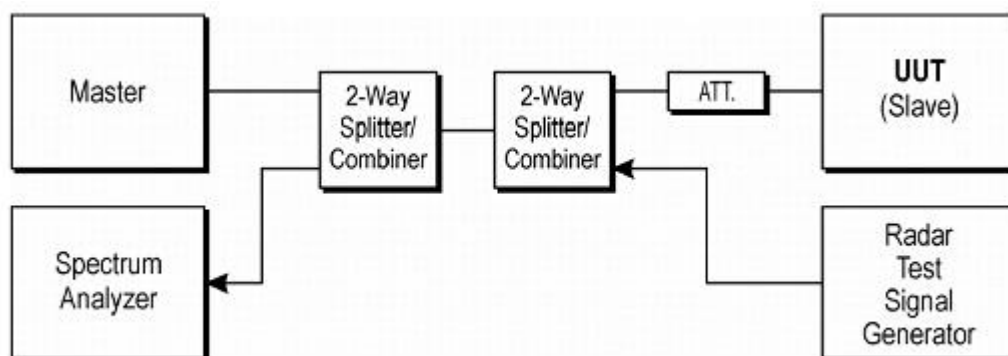 Master
2-Way
Splitter/
Combiner
2-Way
Splitter/
Combiner
ATT.
UUT
(Slave)
Spectrum
Analyzer
Radar
Test
Signal
Generator